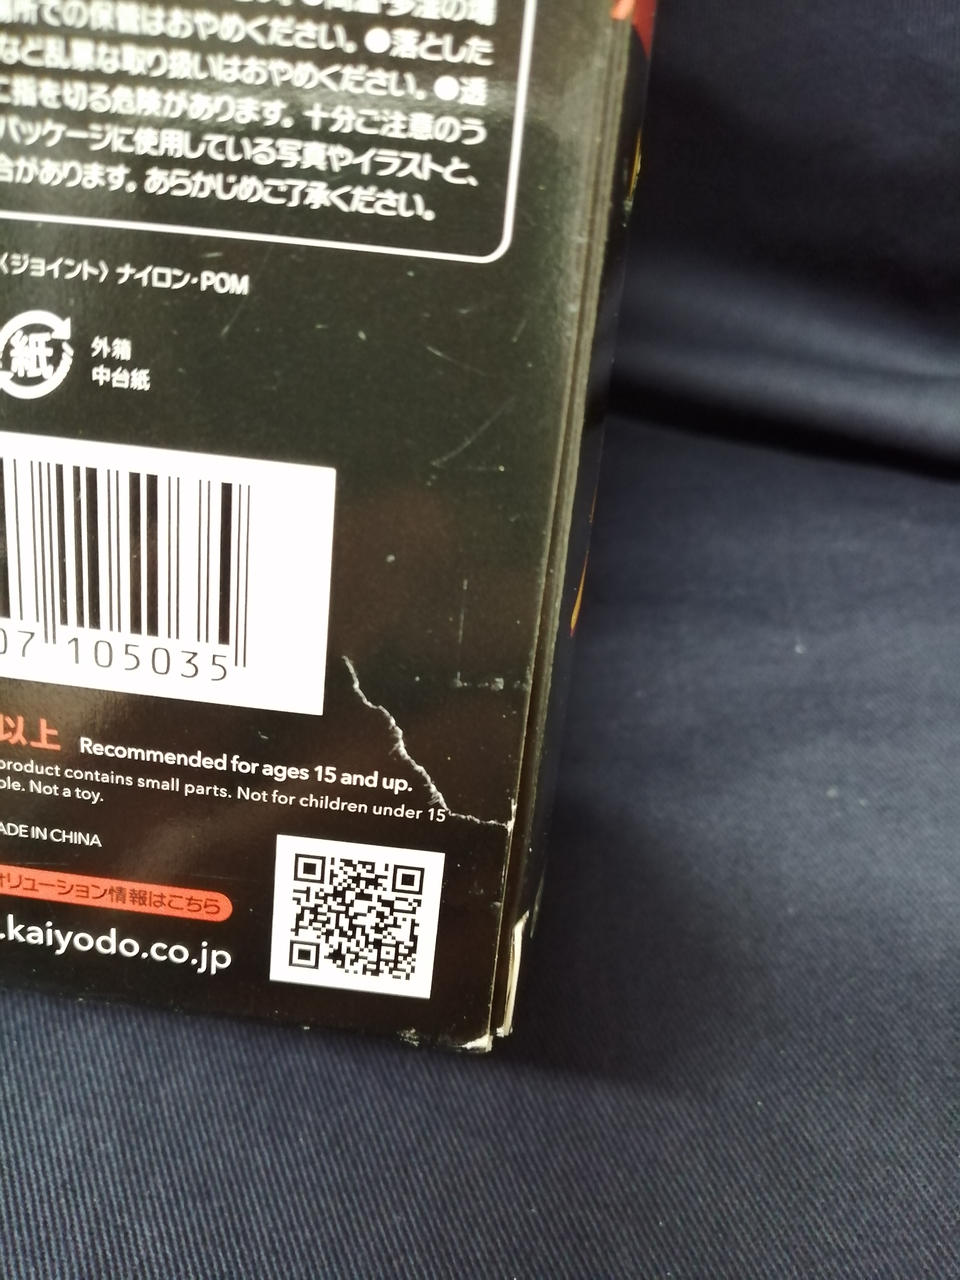 所での保管はおやめください。●落とした
など乱暴な取り扱いはおやめください。●透
指を切る危険があります。十分ご注意のう
パッケージに使用している写真やイラストと、
合があります。あらかじめご了承ください。
〈ジョイント〉ナイロン・POM
紙
外箱
中台紙
07 105035
以上 Recommended for ages 15 and up.
product contains small parts. Not for children under 15
ple. Not a toy.
ADE IN CHINA
オリューション情報はこちら
.kaiyodo.co.jp